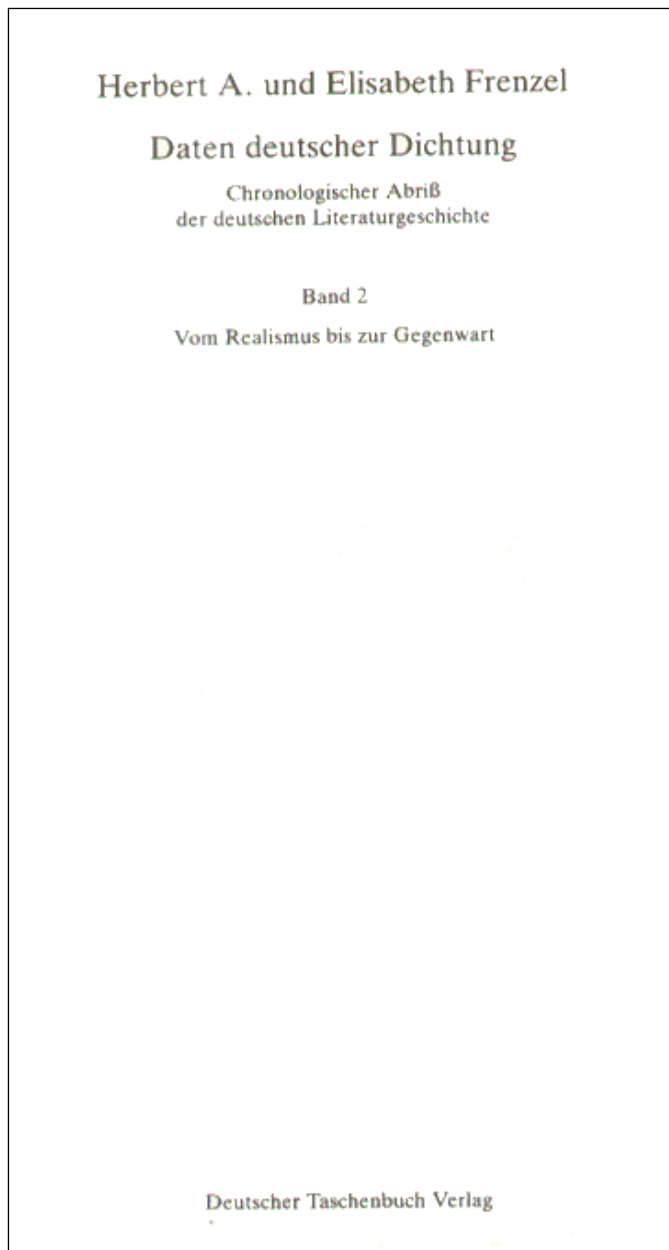 Herbert A. und Elisabeth Frenzel
Daten deutscher Dichtung
Chronologischer Abriß
der deutschen Literaturgeschichte
Band 2
Vom Realismus bis zur Gegenwart
Deutscher Taschenbuch Verlag